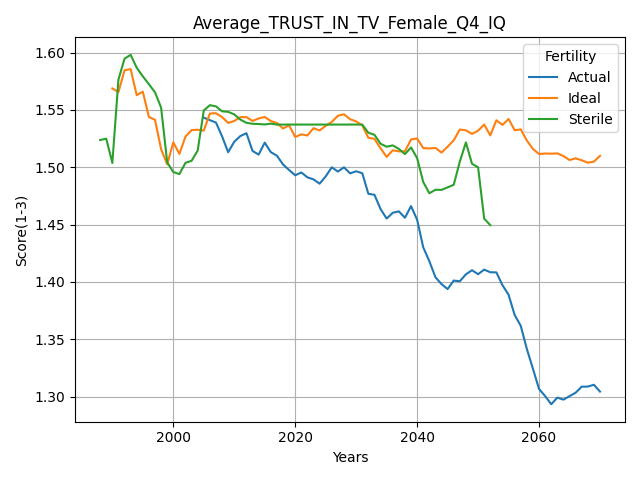 Average_TRUST_IN_TV_Female_Q4_IQ
Fertility
Actual
Ideal
Sterile
Score(1-3)
1.60
1.55
1.50
1.45
1.40
1.35
1.30
2000 2020 2040 2060
Years